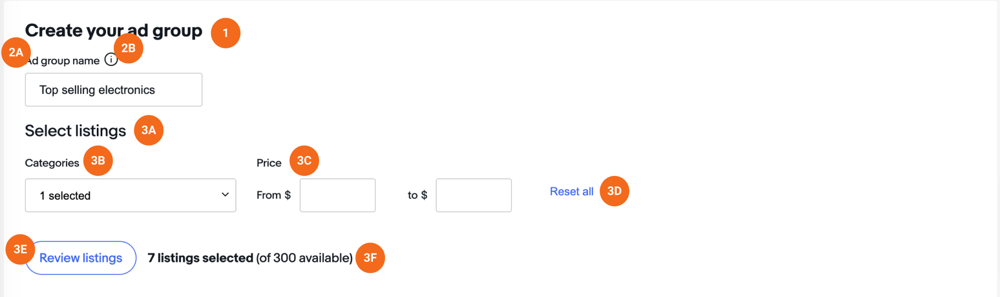 Create your ad group 1
2A 2B
Ad group name i
Top selling electronics
Select listings 3A
Categories 3B Price 3C
1 selected From $ to $ Reset all 3D
3E Review listings 7 listings selected (of 300 available) 3F